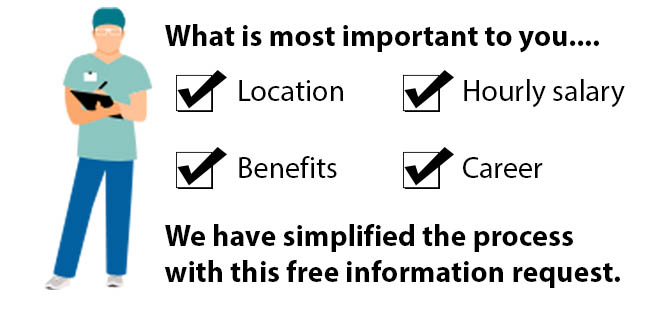 What is most important to you....
Location
Hourly salary
Benefits
Career
We have simplified the process
with this free information request.